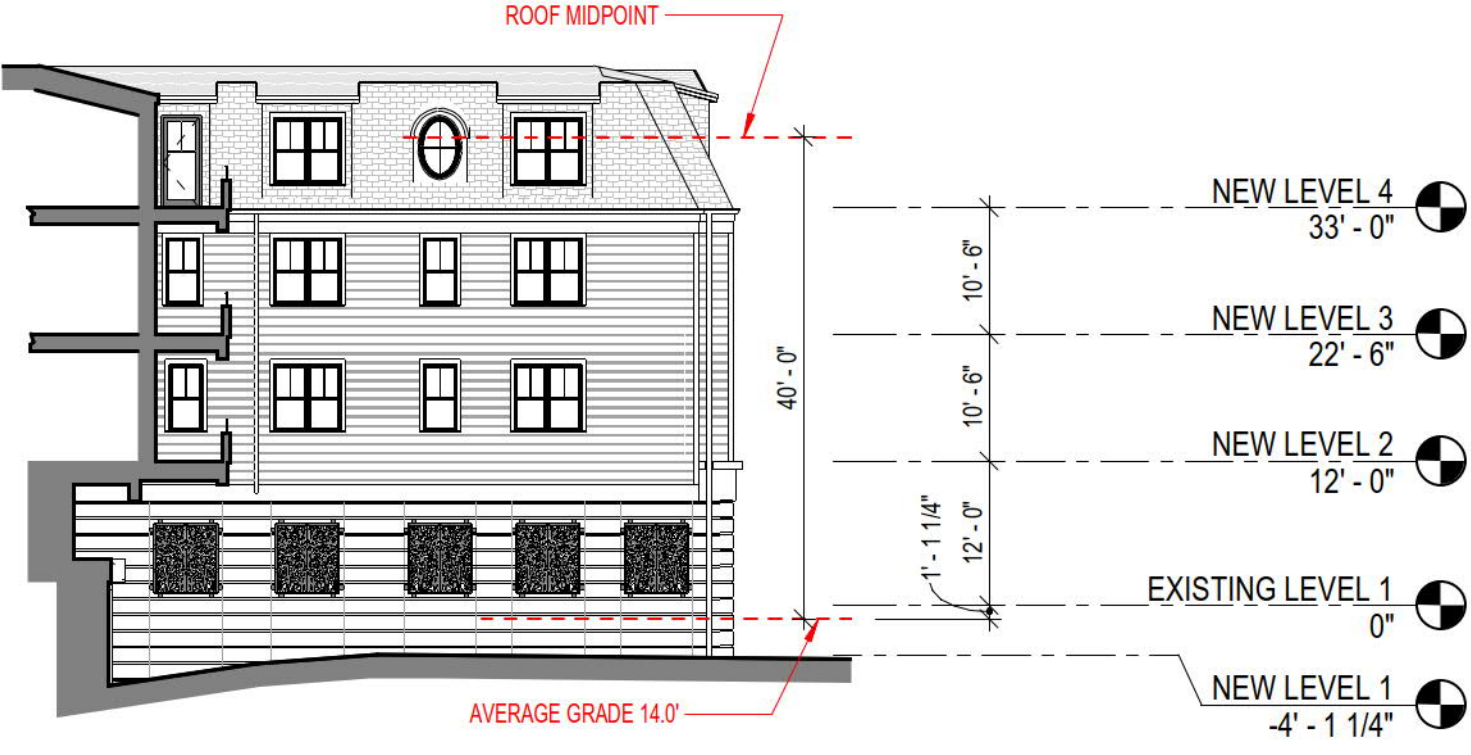 ROOF MIDPOINT
NEW LEVEL 4
33' - 0"
10' - 6"
NEW LEVEL 3
22' - 6"
40' - 0"
10' - 6"
NEW LEVEL 2
12' - 0"
1' - 1 1/4"
12' - 0"
EXISTING LEVEL 1
0"
NEW LEVEL 1
-4' - 1 1/4"
AVERAGE GRADE 14.0'